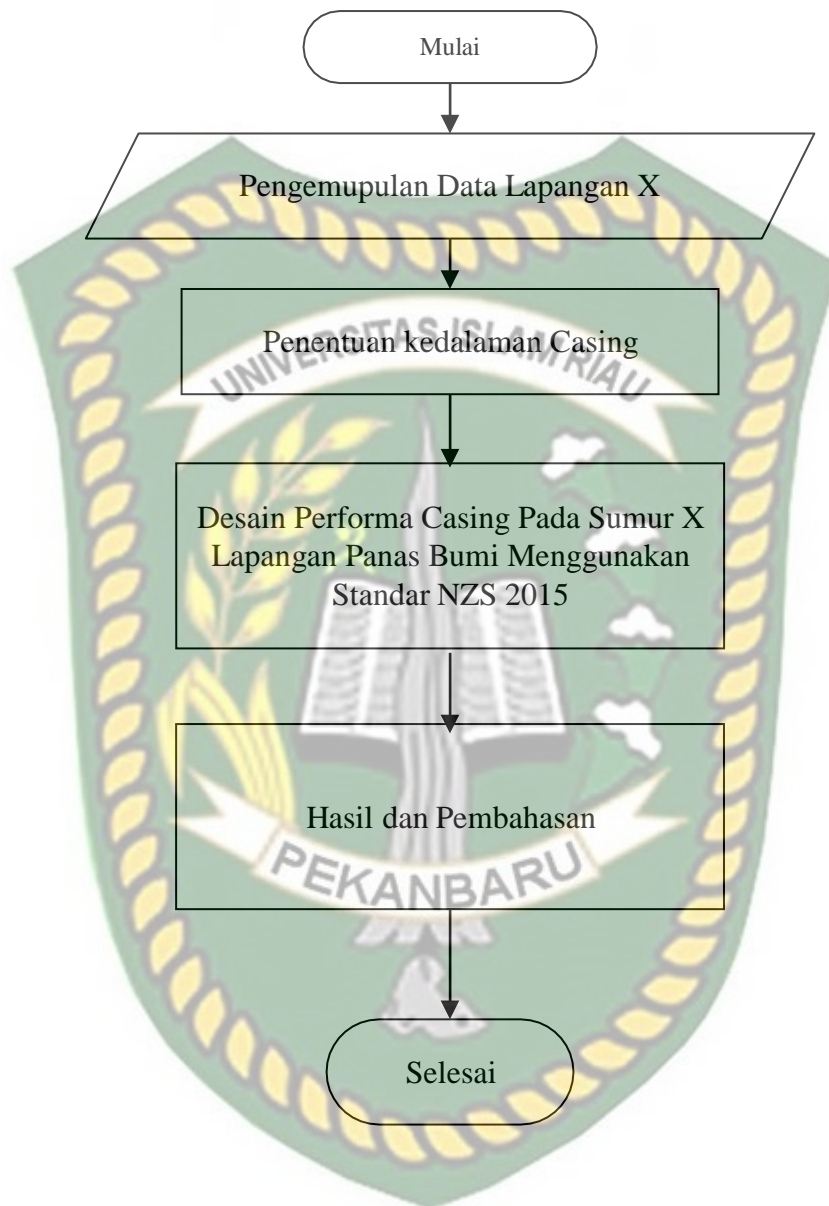 Mulai
Pengemupulan Data Lapangan X
UNIVERSITAS ISLAM RIAU
Penentuan kedalaman Casing
Desain Performa Casing Pada Sumur X
Lapangan Panas Bumi Menggunakan
Standar NZS 2015
Hasil dan Pembahasan
PEKANBARU
Selesai